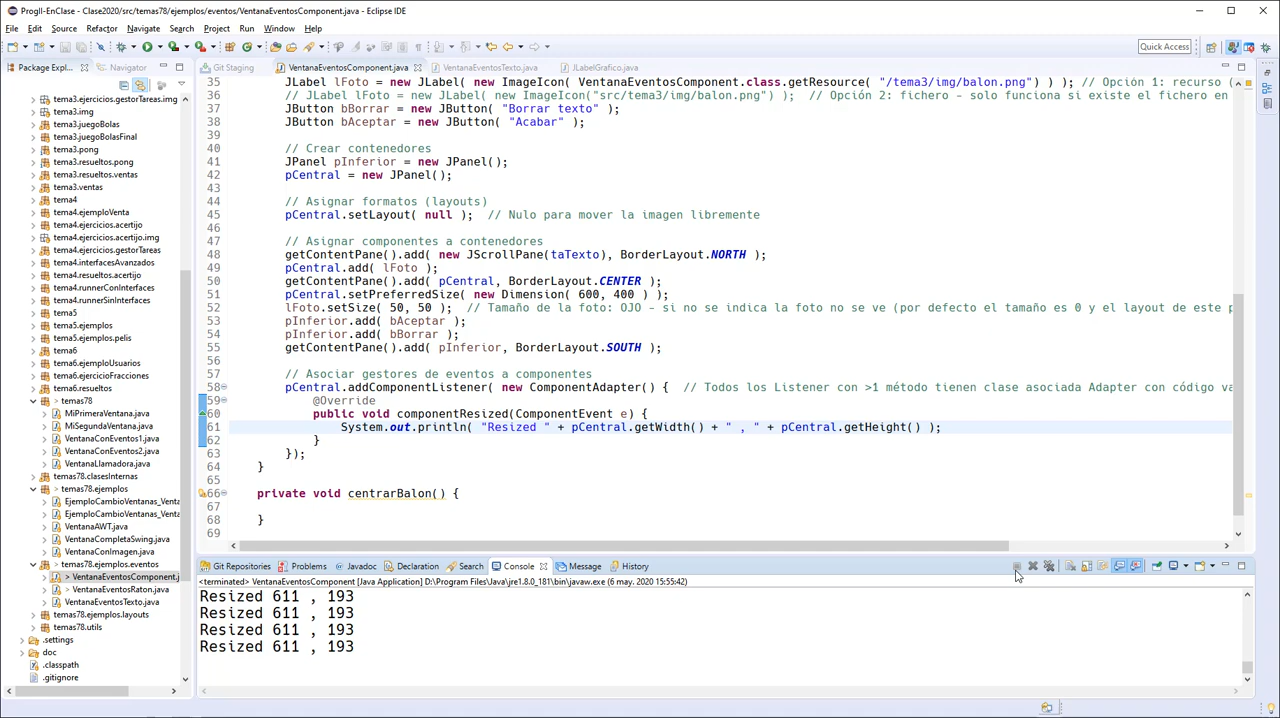 ProgII-EnClase - Clase2020/src/temas78/ejemplos/eventos/VentanaEventosComponent.java - Eclipse IDE
File Edit Source Refactor Navigate Search Project Run Window Help
Quick Access
Package Expl...
Navigator
Git Staging
VentanaEventosComponent.java
VentanaEventosTexto.java
JLabelGrafico.java
tema3.ejercicios.gestorTareas.img
tema3.img
tema3.juegoBolas
tema3.juegoBolasFinal
tema3.pong
tema3.resueltos.pong
tema3.resueltos.ventas
tema3.ventas
tema4
tema4.ejemploVenta
tema4.ejercicios.acertijo
tema4.ejercicios.acertijo.img
tema4.ejercicios.gestorTareas
tema4.interfacesAvanzados
tema4.resueltos.acertijo
tema4.runnerConInterfaces
tema4.runnerSinInterfaces
tema5
tema5.ejemplos
tema5.ejemplos.pelis
tema6
tema6.ejemploUsuarios
tema6.ejercicioFracciones
tema6.resueltos
> temas78
MiPrimeraVentana.java
MiSegundaVentana.java
VentanaConEventos1.java
VentanaConEventos2.java
VentanaLlamadora.java
temas78.clasesInternas
> temas78.ejemplos
EjemploCambioVentanas_Venta
EjemploCambioVentanas_Venta
VentanaAWT.java
VentanaCompletaSwing.java
VentanaConImagen.java
> temas78.ejemplos.eventos
> VentanaEventosComponent.j
> VentanaEventosRaton.java
VentanaEventosTexto.java
temas78.ejemplos.layouts
temas78.utils
.settings
doc
.classpath
.gitignore
35 JLabel lFoto = new JLabel( new ImageIcon( VentanaEventosComponent.class.getResource( "/tema3/img/balon.png" ) ) ); // Opción 1: recurso (
36 // JLabel lFoto = new JLabel( new ImageIcon("src/tema3/img/balon.png") ); // Opción 2: fichero - solo funciona si existe el fichero en
37 JButton bBorrar = new JButton( "Borrar texto" );
38 JButton bAceptar = new JButton( "Acabar" );
39
40 // Crear contenedores
41 JPanel pInferior = new JPanel();
42 pCentral = new JPanel();
43
44 // Asignar formatos (layouts)
45 pCentral.setLayout( null ); // Nulo para mover la imagen libremente
46
47 // Asignar componentes a contenedores
48 getContentPane().add( new JScrollPane(taTexto), BorderLayout.NORTH );
49 pCentral.add( lFoto );
50 getContentPane().add( pCentral, BorderLayout.CENTER );
51 pCentral.setPreferredSize( new Dimension( 600, 400 ) );
52 lFoto.setSize( 50, 50 ); // Tamaño de la foto: OJO - si no se indica la foto no se ve (por defecto el tamaño es 0 y el layout de este p
53 pInferior.add( bAceptar );
54 pInferior.add( bBorrar );
55 getContentPane().add( pInferior, BorderLayout.SOUTH );
56
57 // Asociar gestores de eventos a componentes
58 pCentral.addComponentListener( new ComponentAdapter() { // Todos los Listener con >1 método tienen clase asociada Adapter con código va
59 @Override
60 public void componentResized(ComponentEvent e) {
61 System.out.println( "Resized " + pCentral.getWidth() + " , " + pCentral.getHeight() );
62 }
63 });
64 }
65
66 private void centrarBalon() {
67
68 }
69
Git Repositories Problems Javadoc Declaration Search Console Message History
<terminated> VentanaEventosComponent [Java Application] D:\Program Files\Java\jre1.8.0_181\bin\javaw.exe (6 may. 2020 15:55:42)
Resized 611 , 193
Resized 611 , 193
Resized 611 , 193
Resized 611 , 193